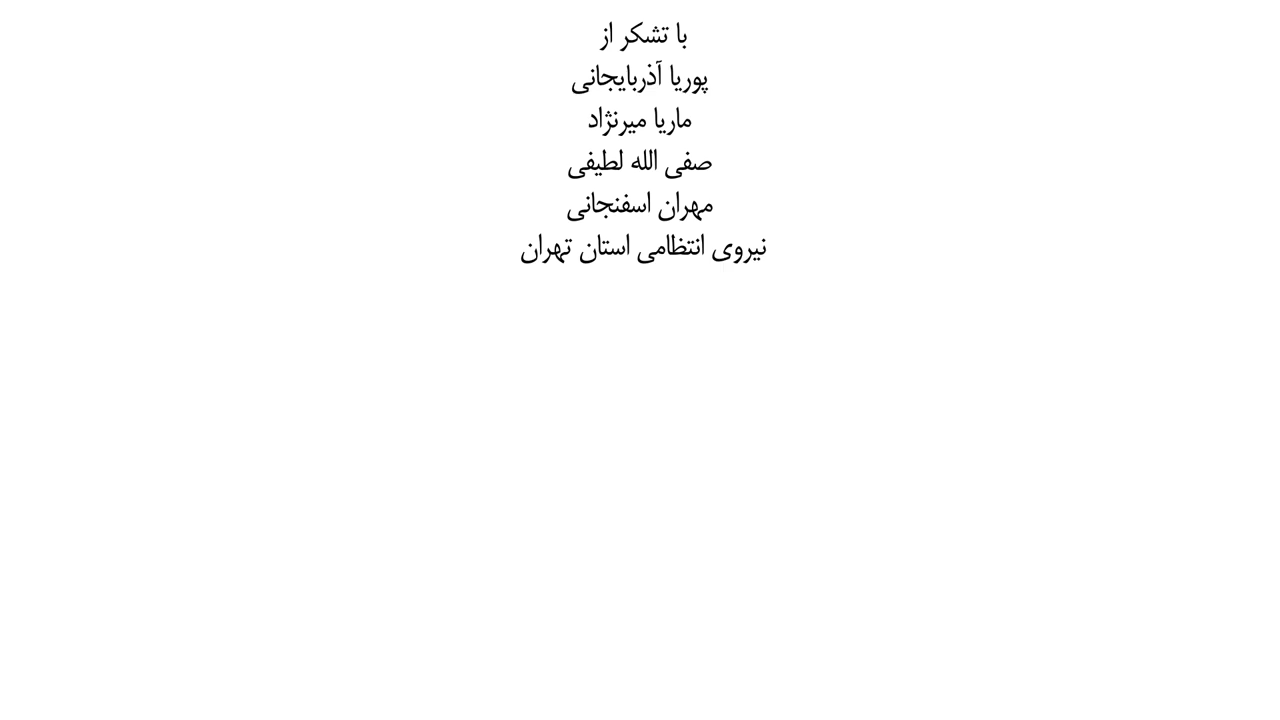 با تشکر از
پوریا آذربایجانی
ماریا میرنژاد
صفی الله لطیفی
مهران اسفنجانی
نیروی انتظامی استان تهران